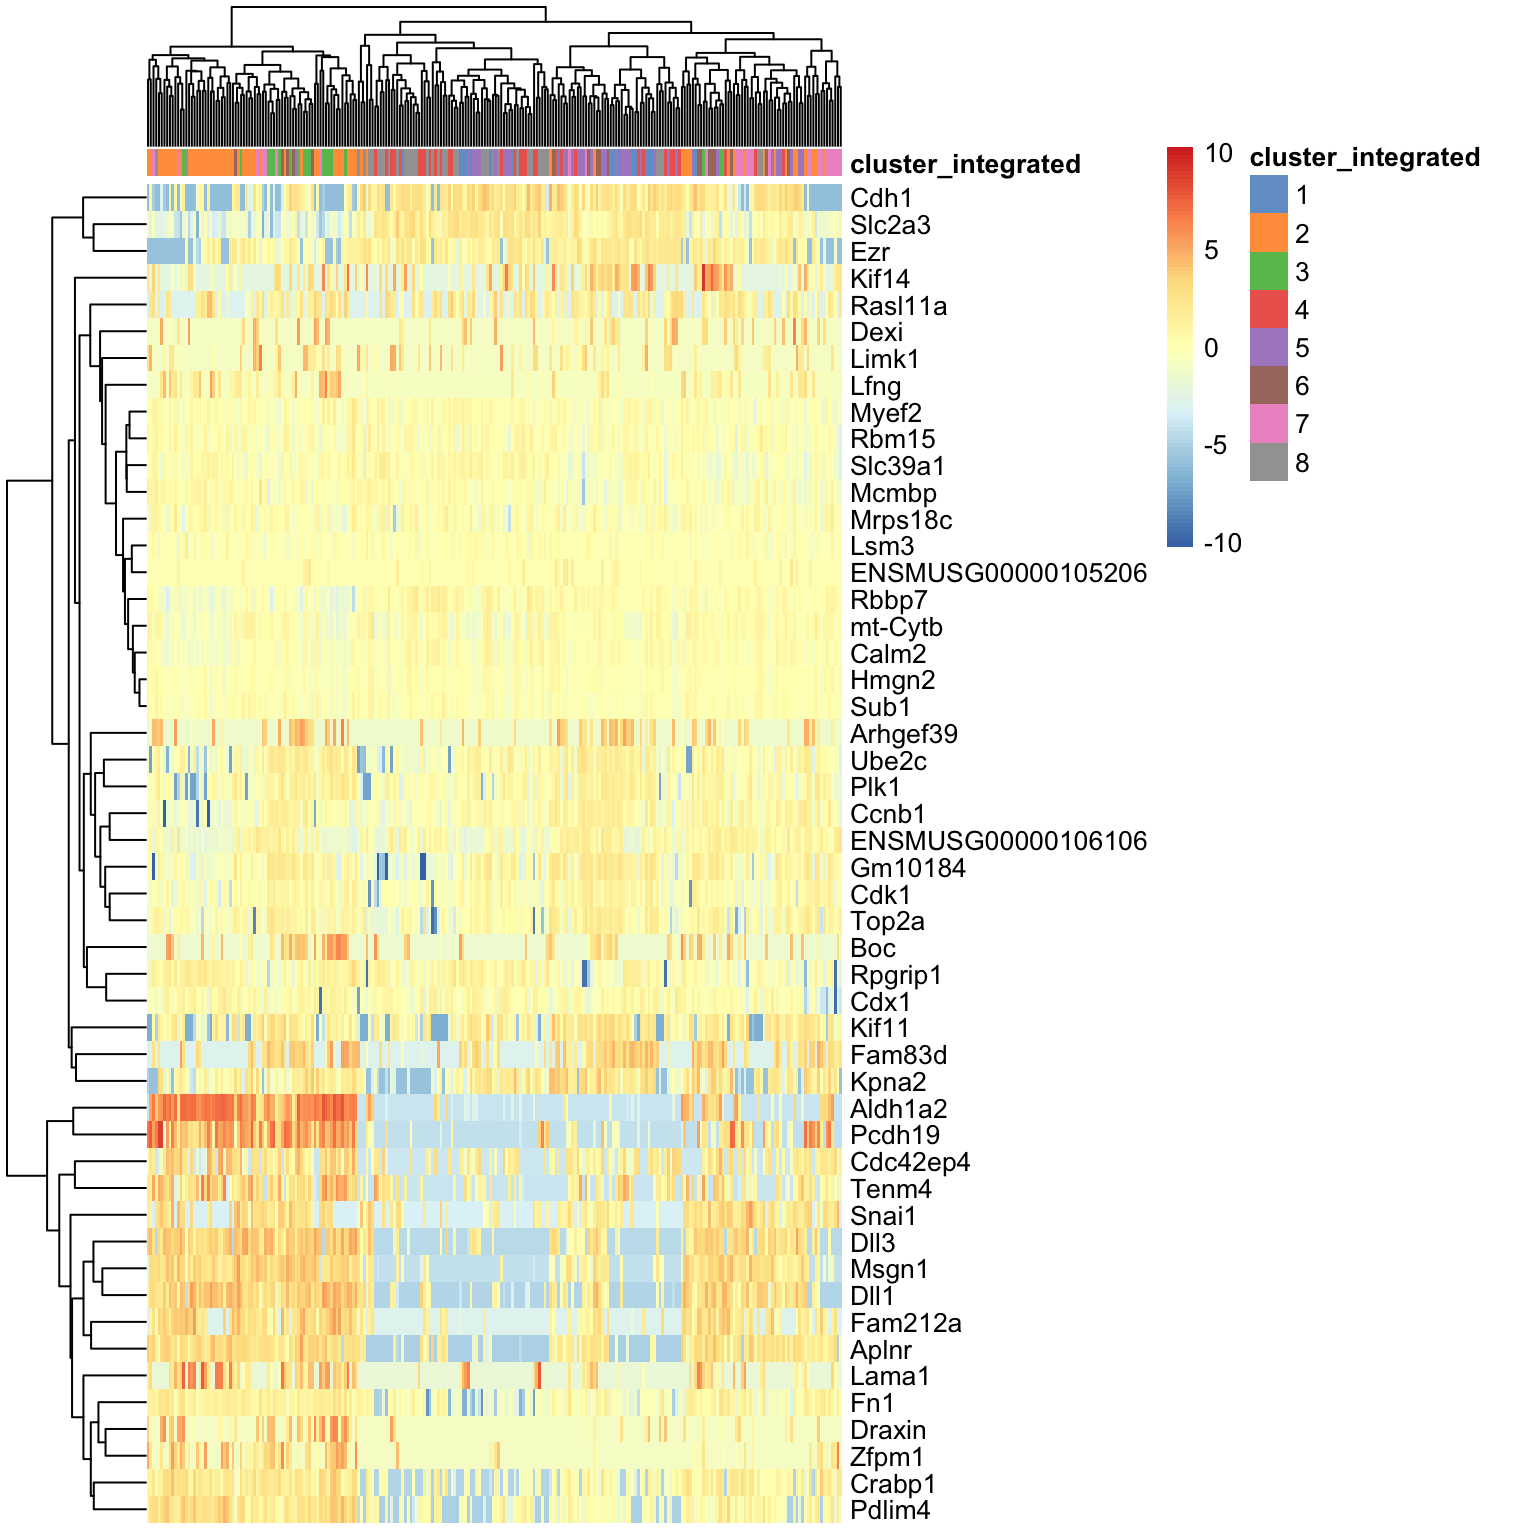 cluster_integrated
Cdh1
Slc2a3
Ezr
Kif14
Rasl11a
Dexi
Limk1
Lfng
Myef2
Rbm15
Slc39a1
Mcmbp
Mrps18c
Lsm3
ENSMUSG00000105206
Rbbp7
mt-Cytb
Calm2
Hmgn2
Sub1
Arhgef39
Ube2c
Plk1
Ccnb1
ENSMUSG00000106106
Gm10184
Cdk1
Top2a
Boc
Rpgrip1
Cdx1
Kif11
Fam83d
Kpna2
Aldh1a2
Pcdh19
Cdc42ep4
Tenm4
Snai1
Dll3
Msgn1
Dll1
Fam212a
Aplnr
Lama1
Fn1
Draxin
Zfpm1
Crabp1
Pdlim4
10
5
0
-5
-10
cluster_integrated
1
2
3
4
5
6
7
8